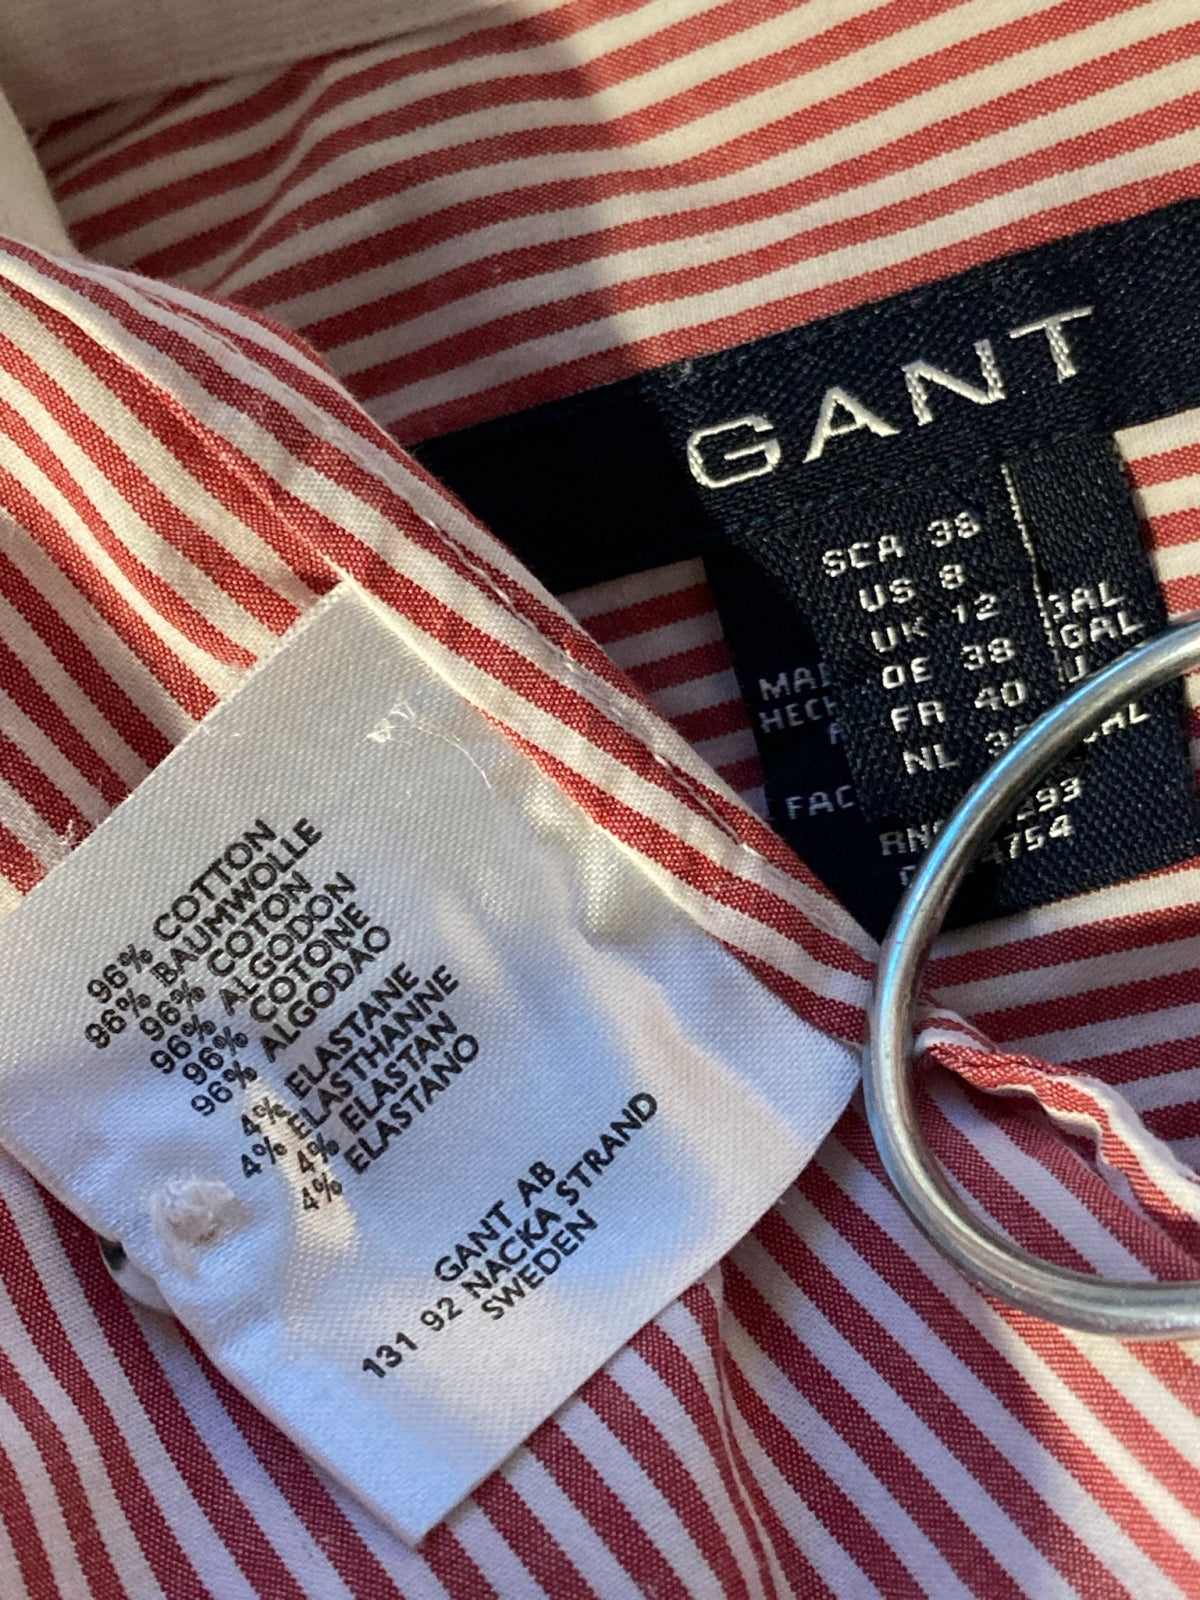 GANT
SCA 38
US 8
UK 12
DE 38
FR 40
NL
FAC
96% COTTON
96% BAUMWOLLE
96% COTON
96% ALGODON
96% COTONE
96% ALGODAO
4% ELASTANE
4% ELASTHANNE
4% ELASTAN
4% ELASTANO
GANT AB
131 92 NACKA STRAND
SWEDEN